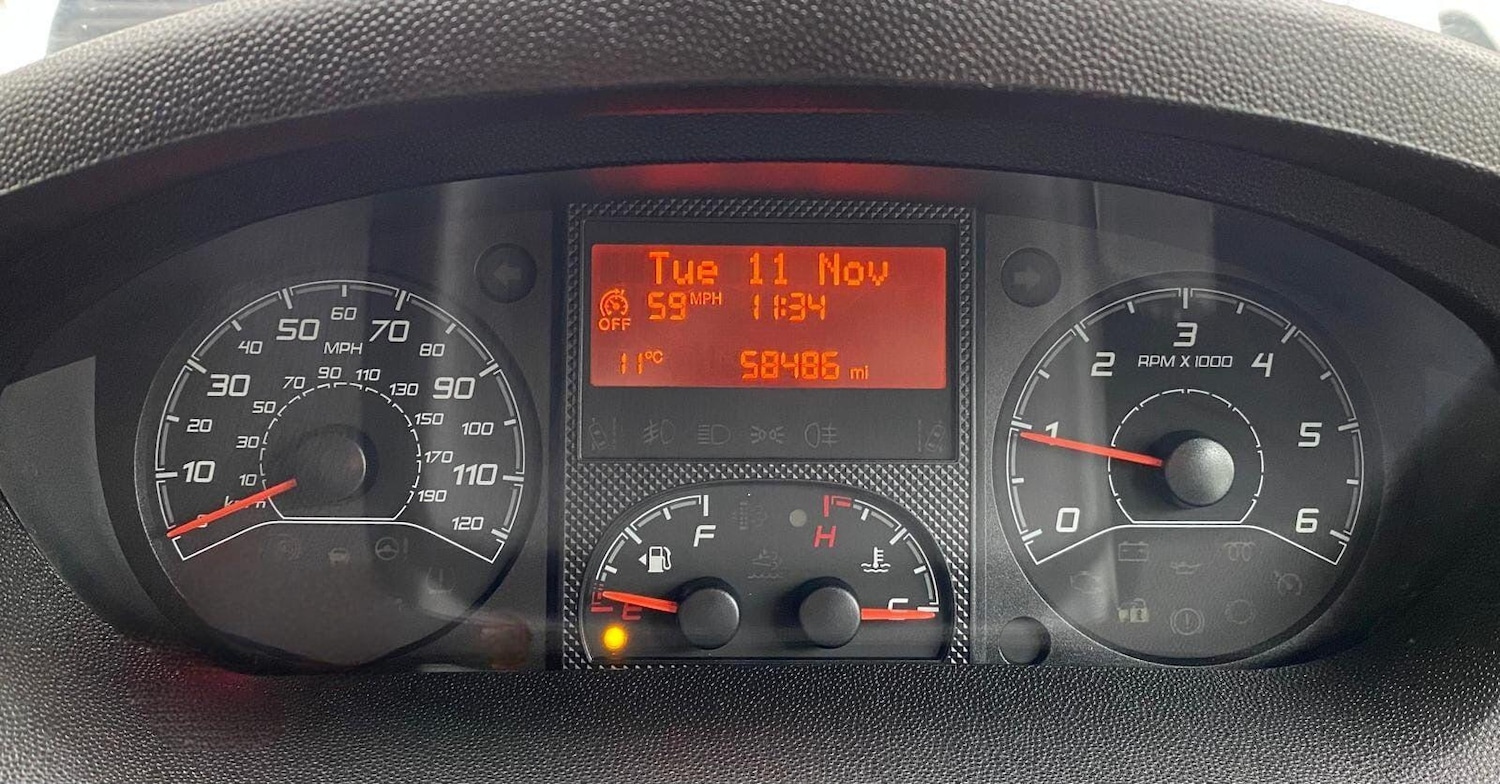 Tue 11 Nov
OFF 59 MPH 11:34
11°C 58486 mi
10 20 30 40 50 60 70 80 90 100 110 120
MPH
10 30 50 70 90 110 130 150 170 190
0 1 2 3 4 5 6
RPM X 1000
E F
H C